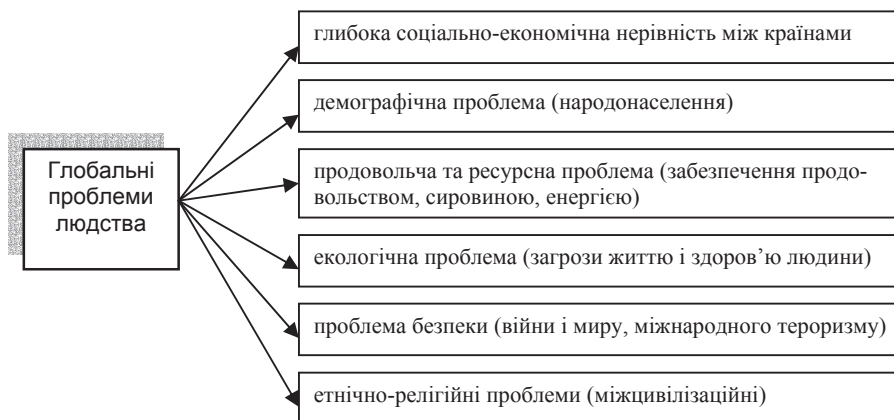 Глобальні
проблеми
людства
глибока соціально-економічна нерівність між країнами
демографічна проблема (народонаселення)
продовольча та ресурсна проблема (забезпечення продо-
вольством, сировиною, енергією)
екологічна проблема (загрози життю і здоров’ю людини)
проблема безпеки (війни і миру, міжнародного тероризму)
етнічно-релігійні проблеми (міжцивілізаційні)